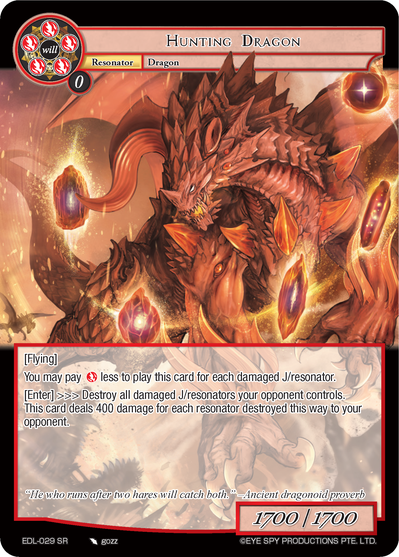 HUNTING DRAGON
will
Resonator Dragon
0
[Flying]
You may pay less to play this card for each damaged J/resonator.
[Enter] >>> Destroy all damaged J/resonators your opponent controls.
This card deals 400 damage for each resonator destroyed this way to your
opponent.
"He who runs after two hares will catch both." –Ancient dragonoid proverb
1700 / 1700
EDL-029 SR gozz
©EYE SPY PRODUCTIONS PTE. LTD.